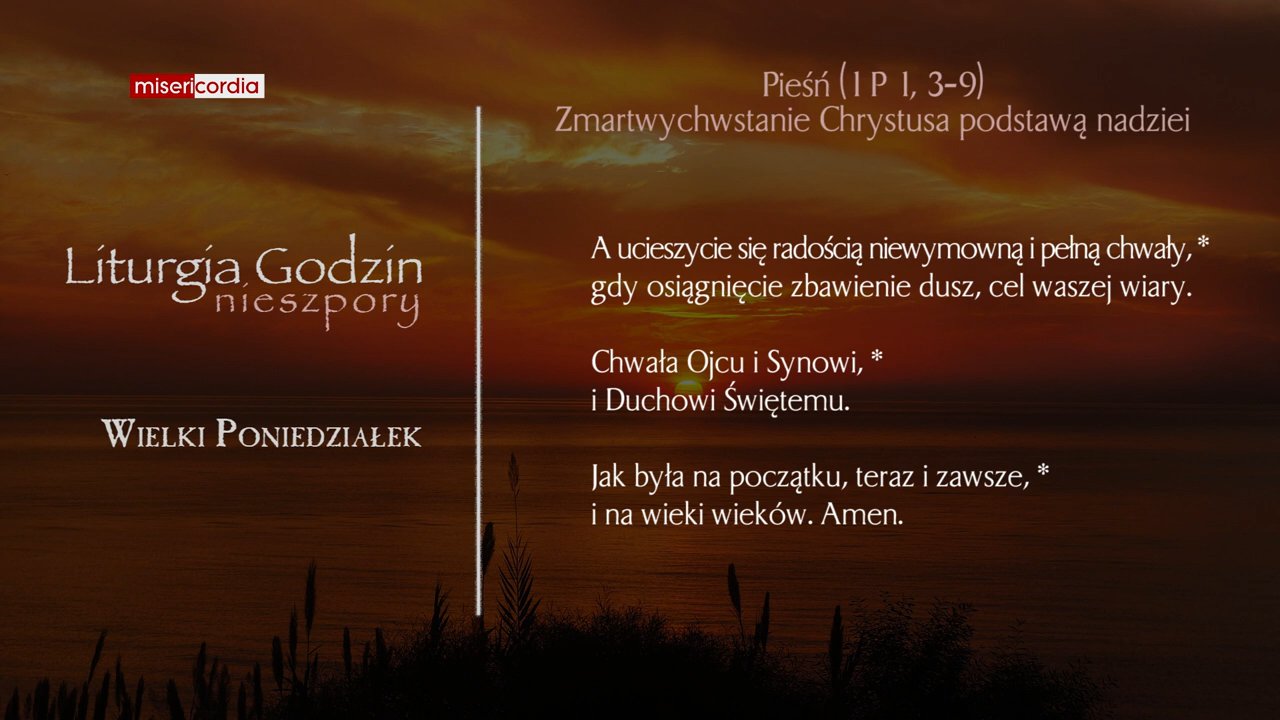 misericordia
Liturgia Godzin
nieszpory
Wielki Poniedziałek
Pieśń (1 P 1, 3-9)
Zmartwychwstanie Chrystusa podstawą nadziei
A ucieszycie się radością niewymowną i pełną chwały, *
gdy osiągnięcie zbawienie dusz, cel waszej wiary.
Chwała Ojcu i Synowi, *
i Duchowi Świętemu.
Jak była na początku, teraz i zawsze, *
i na wieki wieków. Amen.